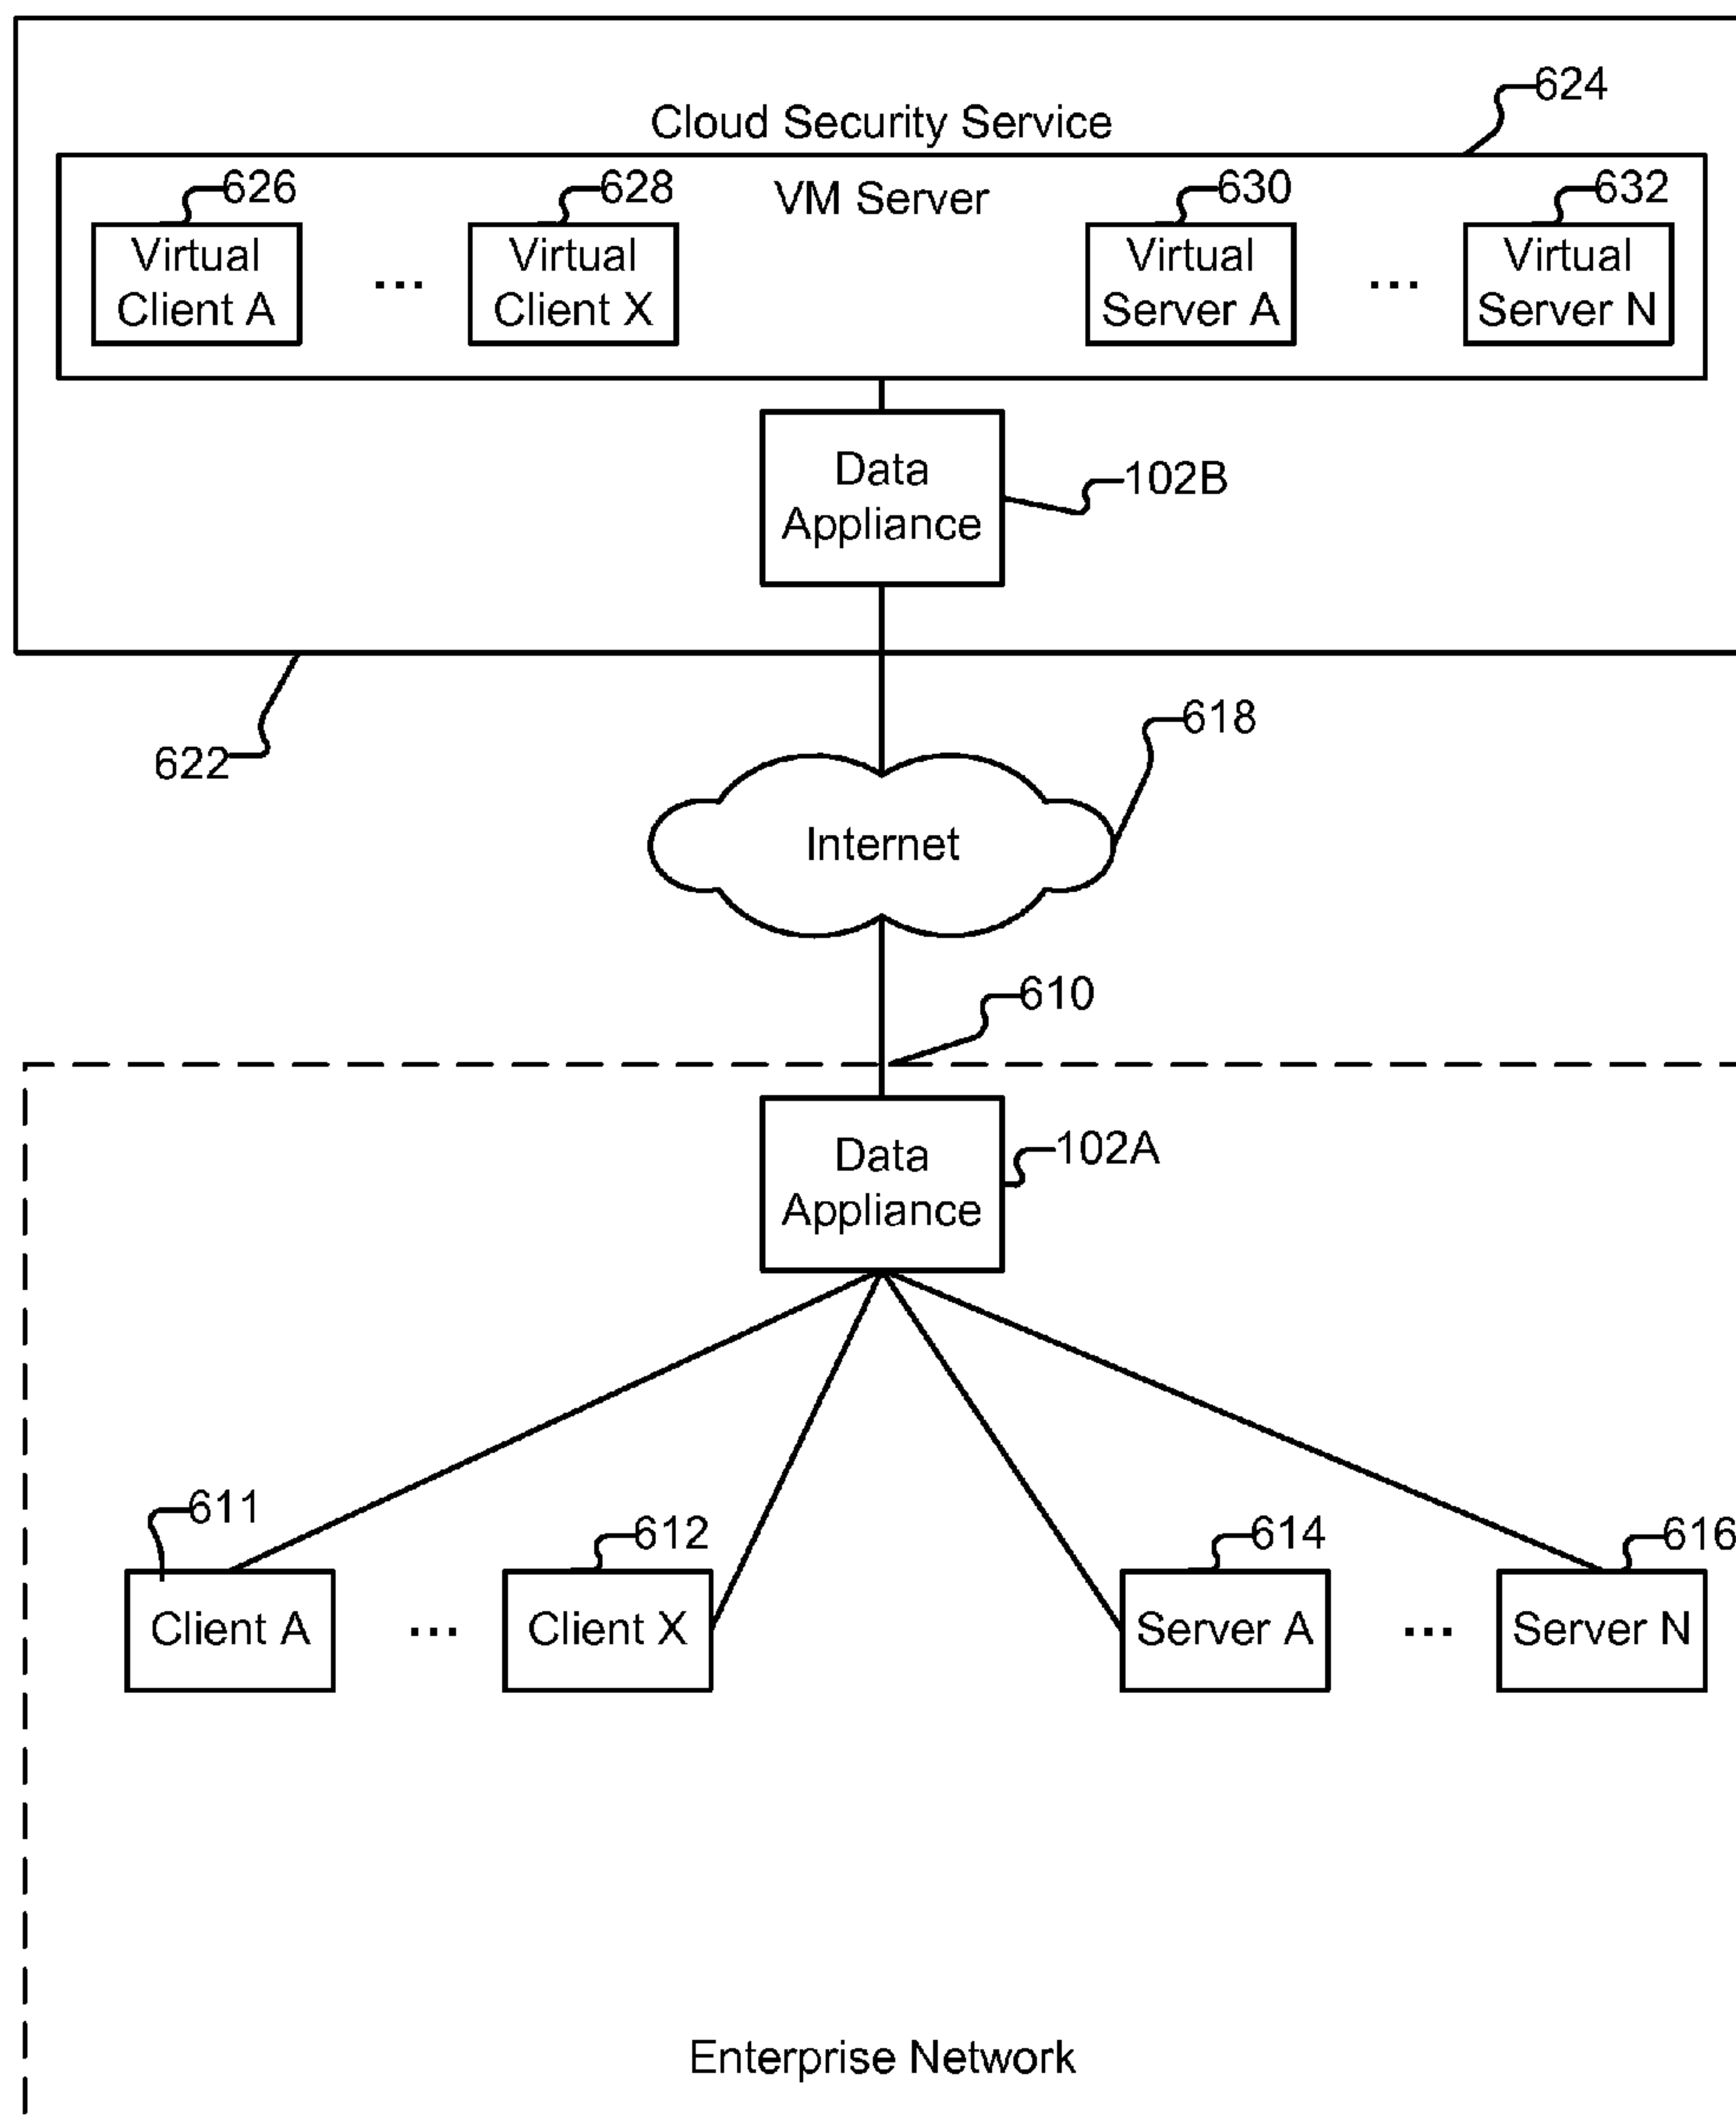 624
Cloud Security Service
626
628
VM Server
630
632
Virtual
Client A
...
Virtual
Client X
Virtual
Server A
...
Virtual
Server N
Data
Appliance
102B
622
618
Internet
610
Data
Appliance
102A
611
612
614
616
Client A
...
Client X
Server A
...
Server N
Enterprise Network